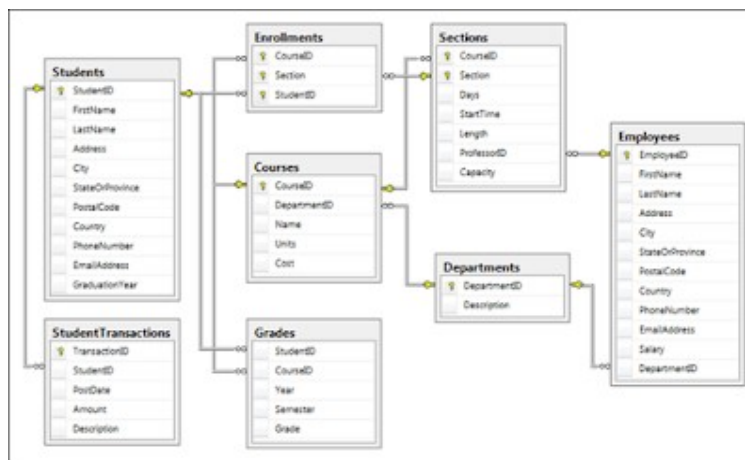 Students
StudentID
FirstName
LastName
Address
City
StateOrProvince
PostalCode
Country
PhoneNumber
EmailAddress
GraduationYear
StudentTransactions
TransactionID
StudentID
PostDate
Amount
Description
Enrollments
CourseID
Section
StudentID
Courses
CourseID
DepartmentID
Name
Units
Cost
Grades
StudentID
CourseID
Year
Semester
Grade
Sections
CourseID
Section
Days
StartTime
Length
ProfessorID
Capacity
Departments
DepartmentID
Description
Employees
EmployeeID
FirstName
LastName
Address
City
StateOrProvince
PostalCode
Country
PhoneNumber
EmailAddress
Salary
DepartmentID